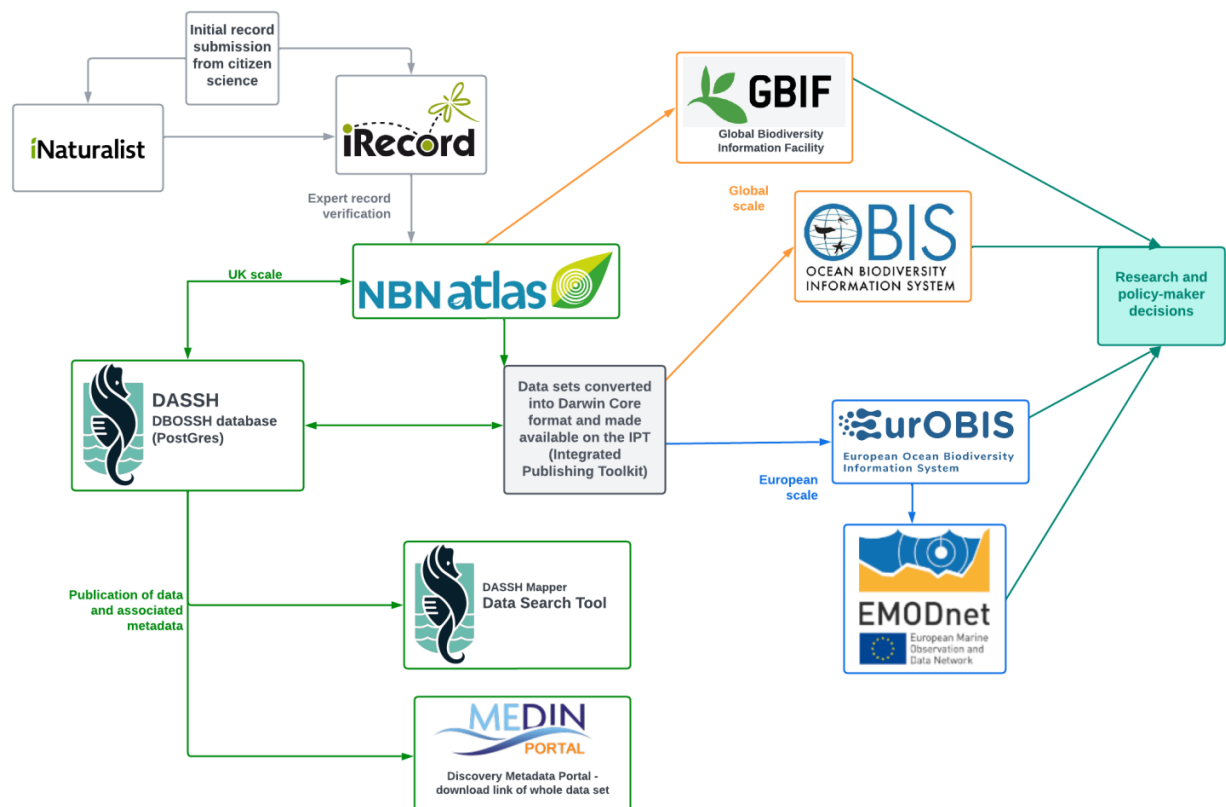 Initial record
submission
from citizen
science
iNaturalist
iRecord
Expert record
verification
GBIF
Global Biodiversity
Information Facility
Global
scale
OBIS
OCEAN BIODIVERSITY
INFORMATION SYSTEM
UK scale
NBNatlas
Research and
policy-maker
decisions
DASSH
DBOSSH database
(PostGres)
Data sets converted
into Darwin Core
format and made
available on the IPT
(Integrated
Publishing Toolkit)
EurOBIS
European Ocean Biodiversity
Information System
European
scale
EMODnet
European Marine
Observation and
Data Network
Publication of data
and associated
metadata
DASSH Mapper
Data Search Tool
MEDIN
PORTAL
Discovery Metadata Portal -
download link of whole data set